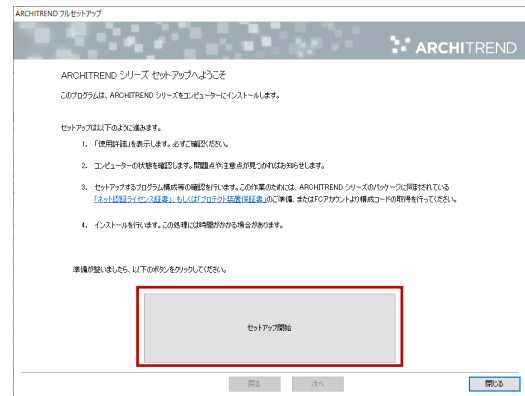 ARCHITREND フルセットアップ
ARCHITREND
ARCHITREND シリーズ セットアップへようこそ
このプログラムは、ARCHITREND シリーズをコンピューターにインストールします。
セットアップは以下のように進みます。
1. 「使用許諾」を表示します。必ずご確認ください。
2. コンピューターの状態を確認します。問題点や注意点が見つかればお知らせします。
3. セットアップするプログラム構成等の確認を行います。この作業のためには、ARCHITREND シリーズのパッケージに同封されている
「ネット認証ライセンス証書」、もしくは「プロテクト装置保証書」のご準備、またはFCアカウントより構成コードの取得を行ってください。
4. インストールを行います。この処理には時間がかかる場合があります。
準備が整いましたら、以下のボタンをクリックしてください。
セットアップ開始
戻る 次へ 閉じる